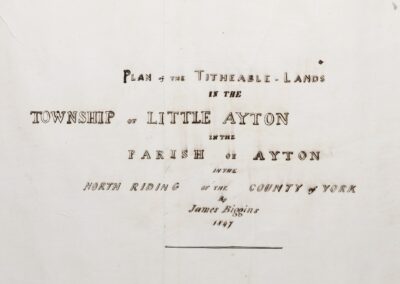 PLAN of THE TITHEABLE-LANDS
IN THE
TOWNSHIP OF LITTLE AYTON
IN THE
PARISH OF AYTON
IN THE
NORTH RIDING OF THE COUNTY of YORK
By
James Biggins
1847